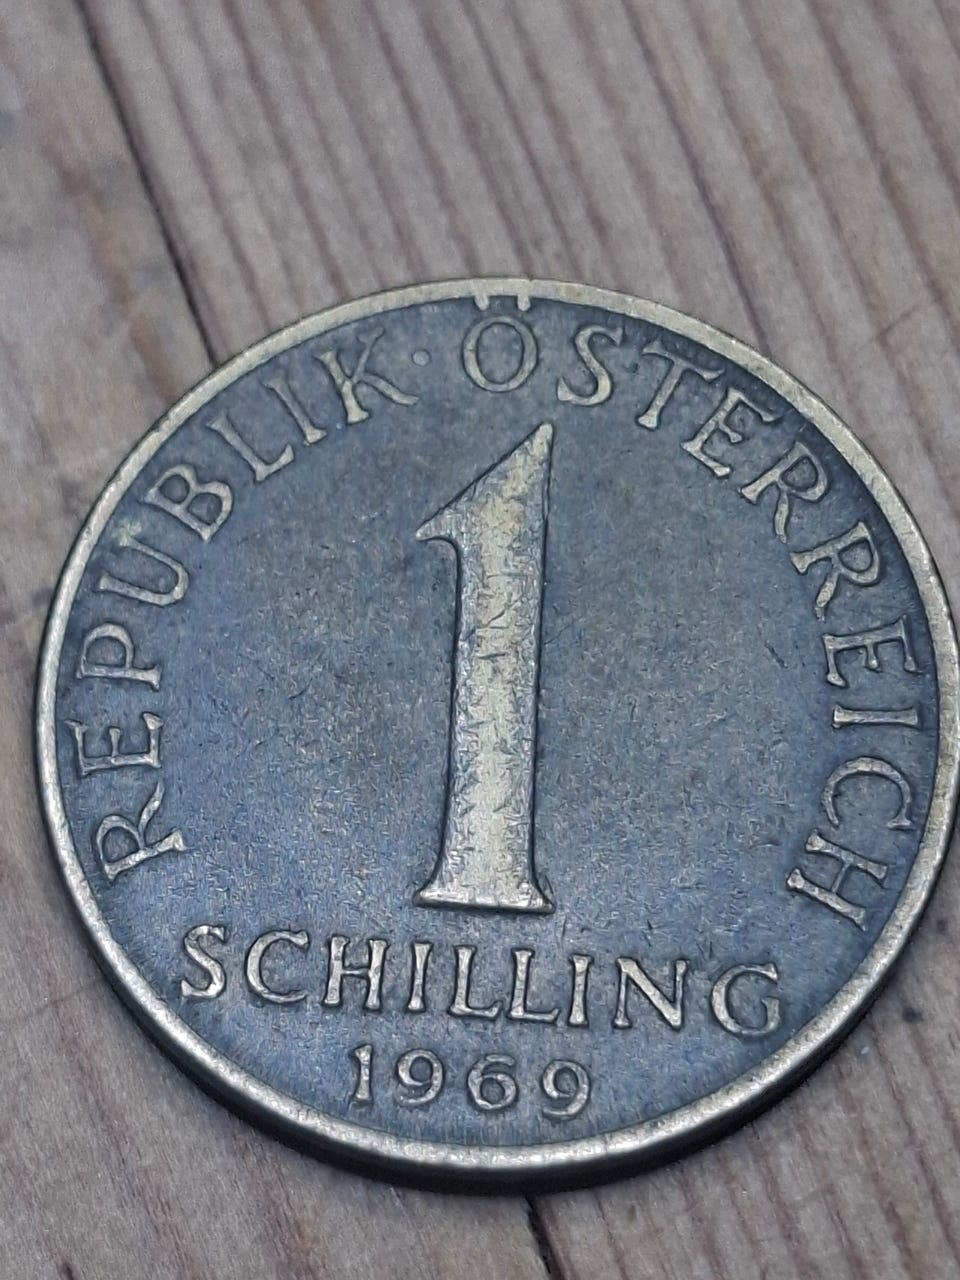 REPUBLIK · ÖSTERREICH
1
SCHILLING
1969